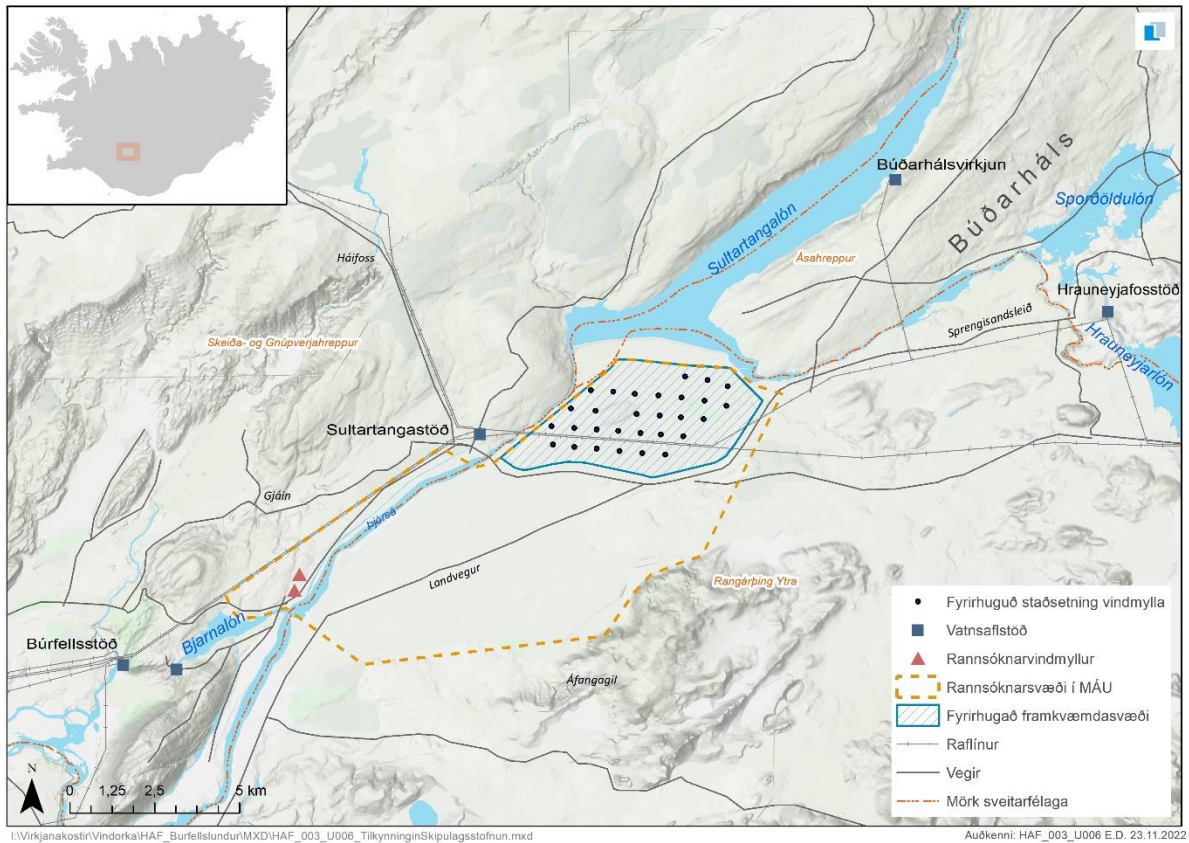 Búðarhálsvirkjun
Búðarháls
Sporðöldulón
Sultartangalón
Háifoss
Ásahreppur
Hrauneyjafosstöð
Sprengisandsleið
Hrauneyjarlón
Skeiða- og Gnúpverjahreppur
Sultartangastöð
Gjáin
Þjórsá
Landvegur
Rangárþing Ytra
Búrfellsstöð
Bjarnalón
Áfangagil
Fyrirhuguð staðsetning vindmylla
Vatnsaflstöð
Rannsóknarvindmyllur
Rannsóknarsvæði í MÁU
Fyrirhugað framkvæmdasvæði
Raflínur
Vegir
Mörk sveitarfélaga
N
0 1,25 2,5 5 km
I:\Virkjanakostir\Vindorka\HAF_Burfellslundur\MXD\HAF_003_U006_TilkynninginSkipulagsstofnun.mxd
Auðkenni: HAF_003_U006 E.D. 23.11.2022